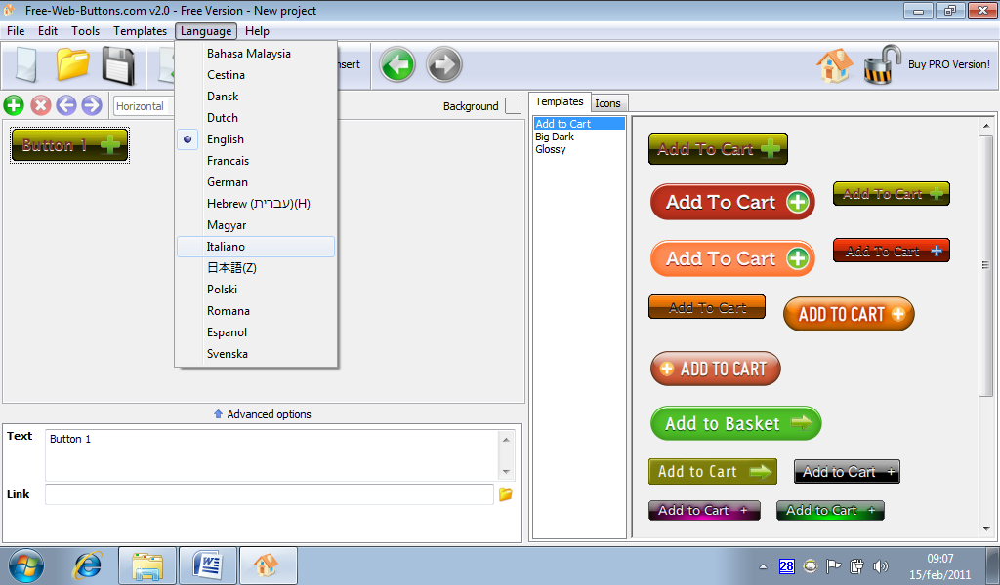 Free-Web-Buttons.com v2.0 - Free Version - New project
File Edit Tools Templates Language Help
Bahasa Malaysia
Cestina
Dansk
Dutch
English
Francais
German
Hebrew (עברית)(H)
Magyar
Italiano
日本語(Z)
Polski
Romana
Espanol
Svenska
nsert
Buy PRO Version!
Horizontal
Background
Button 1
Templates Icons
Add to Cart
Big Dark
Glossy
Add To Cart
Add To Cart
Add To Cart
Add To Cart
Add To Cart
Add To Cart
ADD TO CART
ADD TO CART
Add to Basket
Add to Cart
Add to Cart +
Add to Cart +
Add to Cart +
Advanced options
Text
Button 1
Link
28
09:07
15/feb/2011